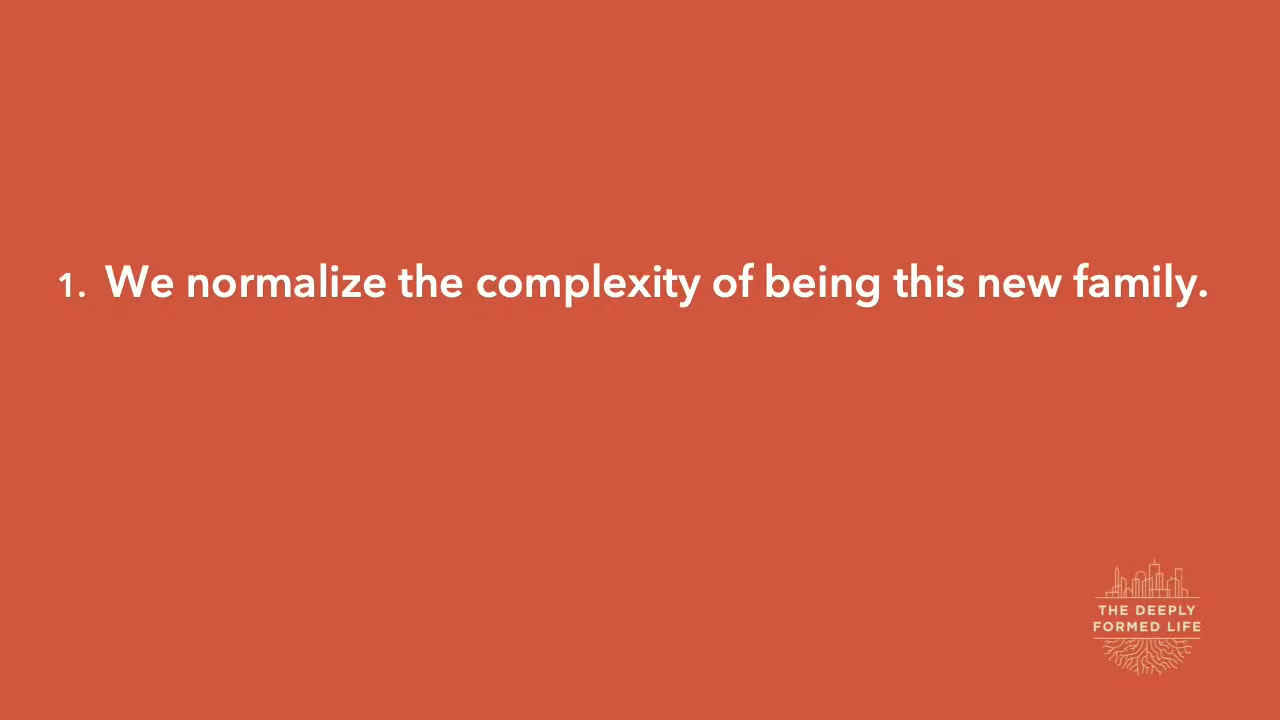 1. We normalize the complexity of being this new family.
THE DEEPLY
FORMED LIFE